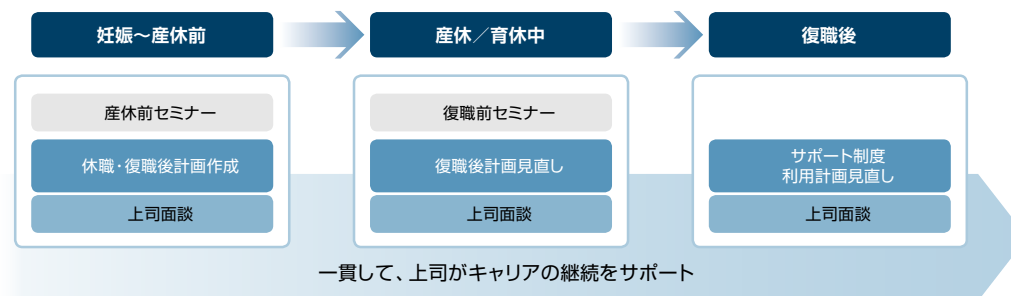 妊娠～産休前
産休／育休中
復職後
産休前セミナー
休職・復職後計画作成
上司面談
復職前セミナー
復職後計画見直し
上司面談
サポート制度
利用計画見直し
上司面談
一貫して、上司がキャリアの継続をサポート